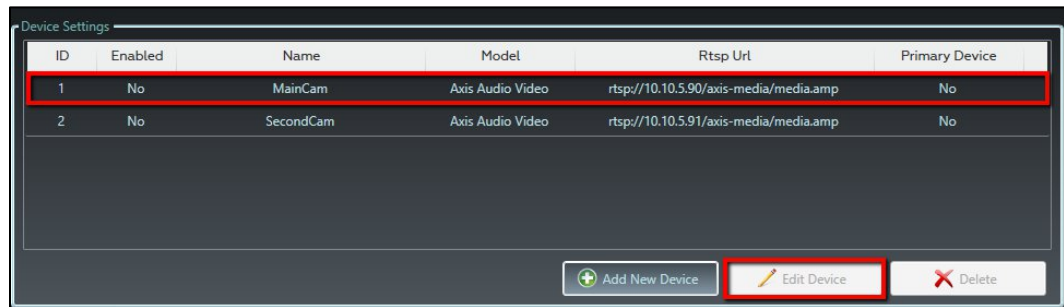 Device Settings
ID Enabled Name Model Rtsp Url Primary Device
1 No MainCam Axis Audio Video rtsp://10.10.5.90/axis-media/media.amp No
2 No SecondCam Axis Audio Video rtsp://10.10.5.91/axis-media/media.amp No
Add New Device Edit Device Delete